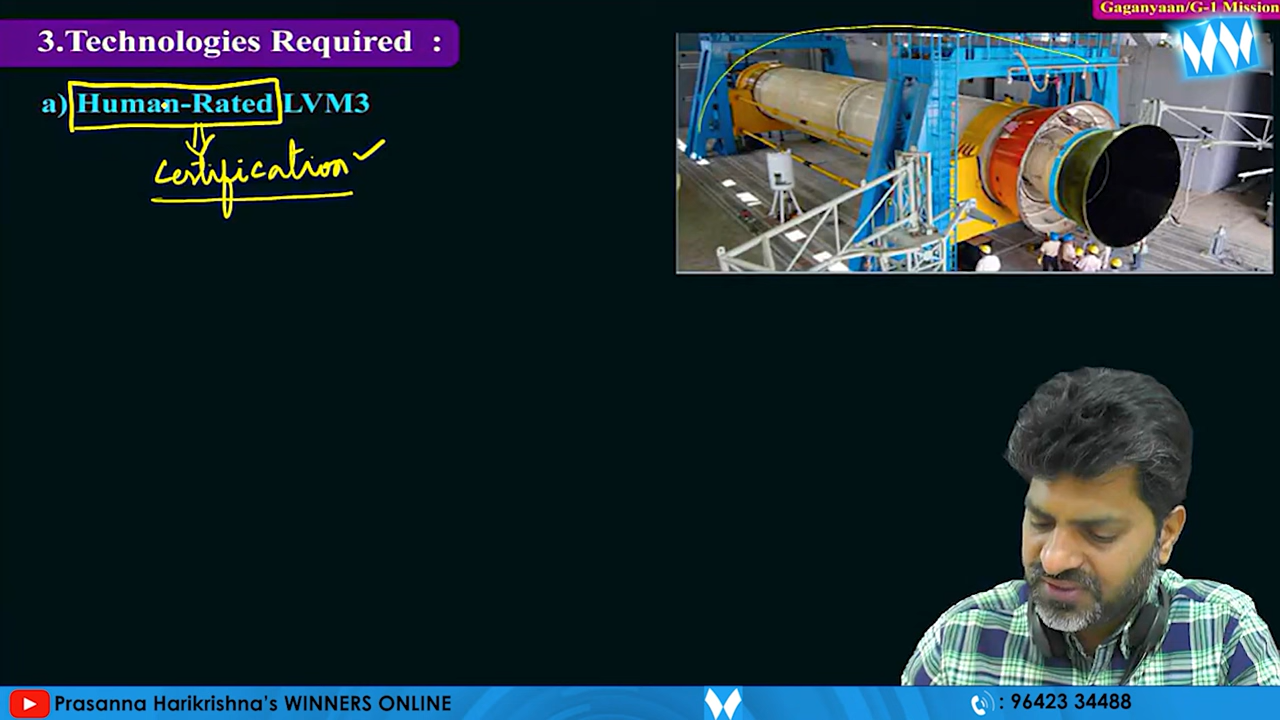 Gaganyaan/G-1 Mission
3.Technologies Required :
a) Human-Rated LVM3
certification
Prasanna Harikrishna's WINNERS ONLINE
: 96423 34488